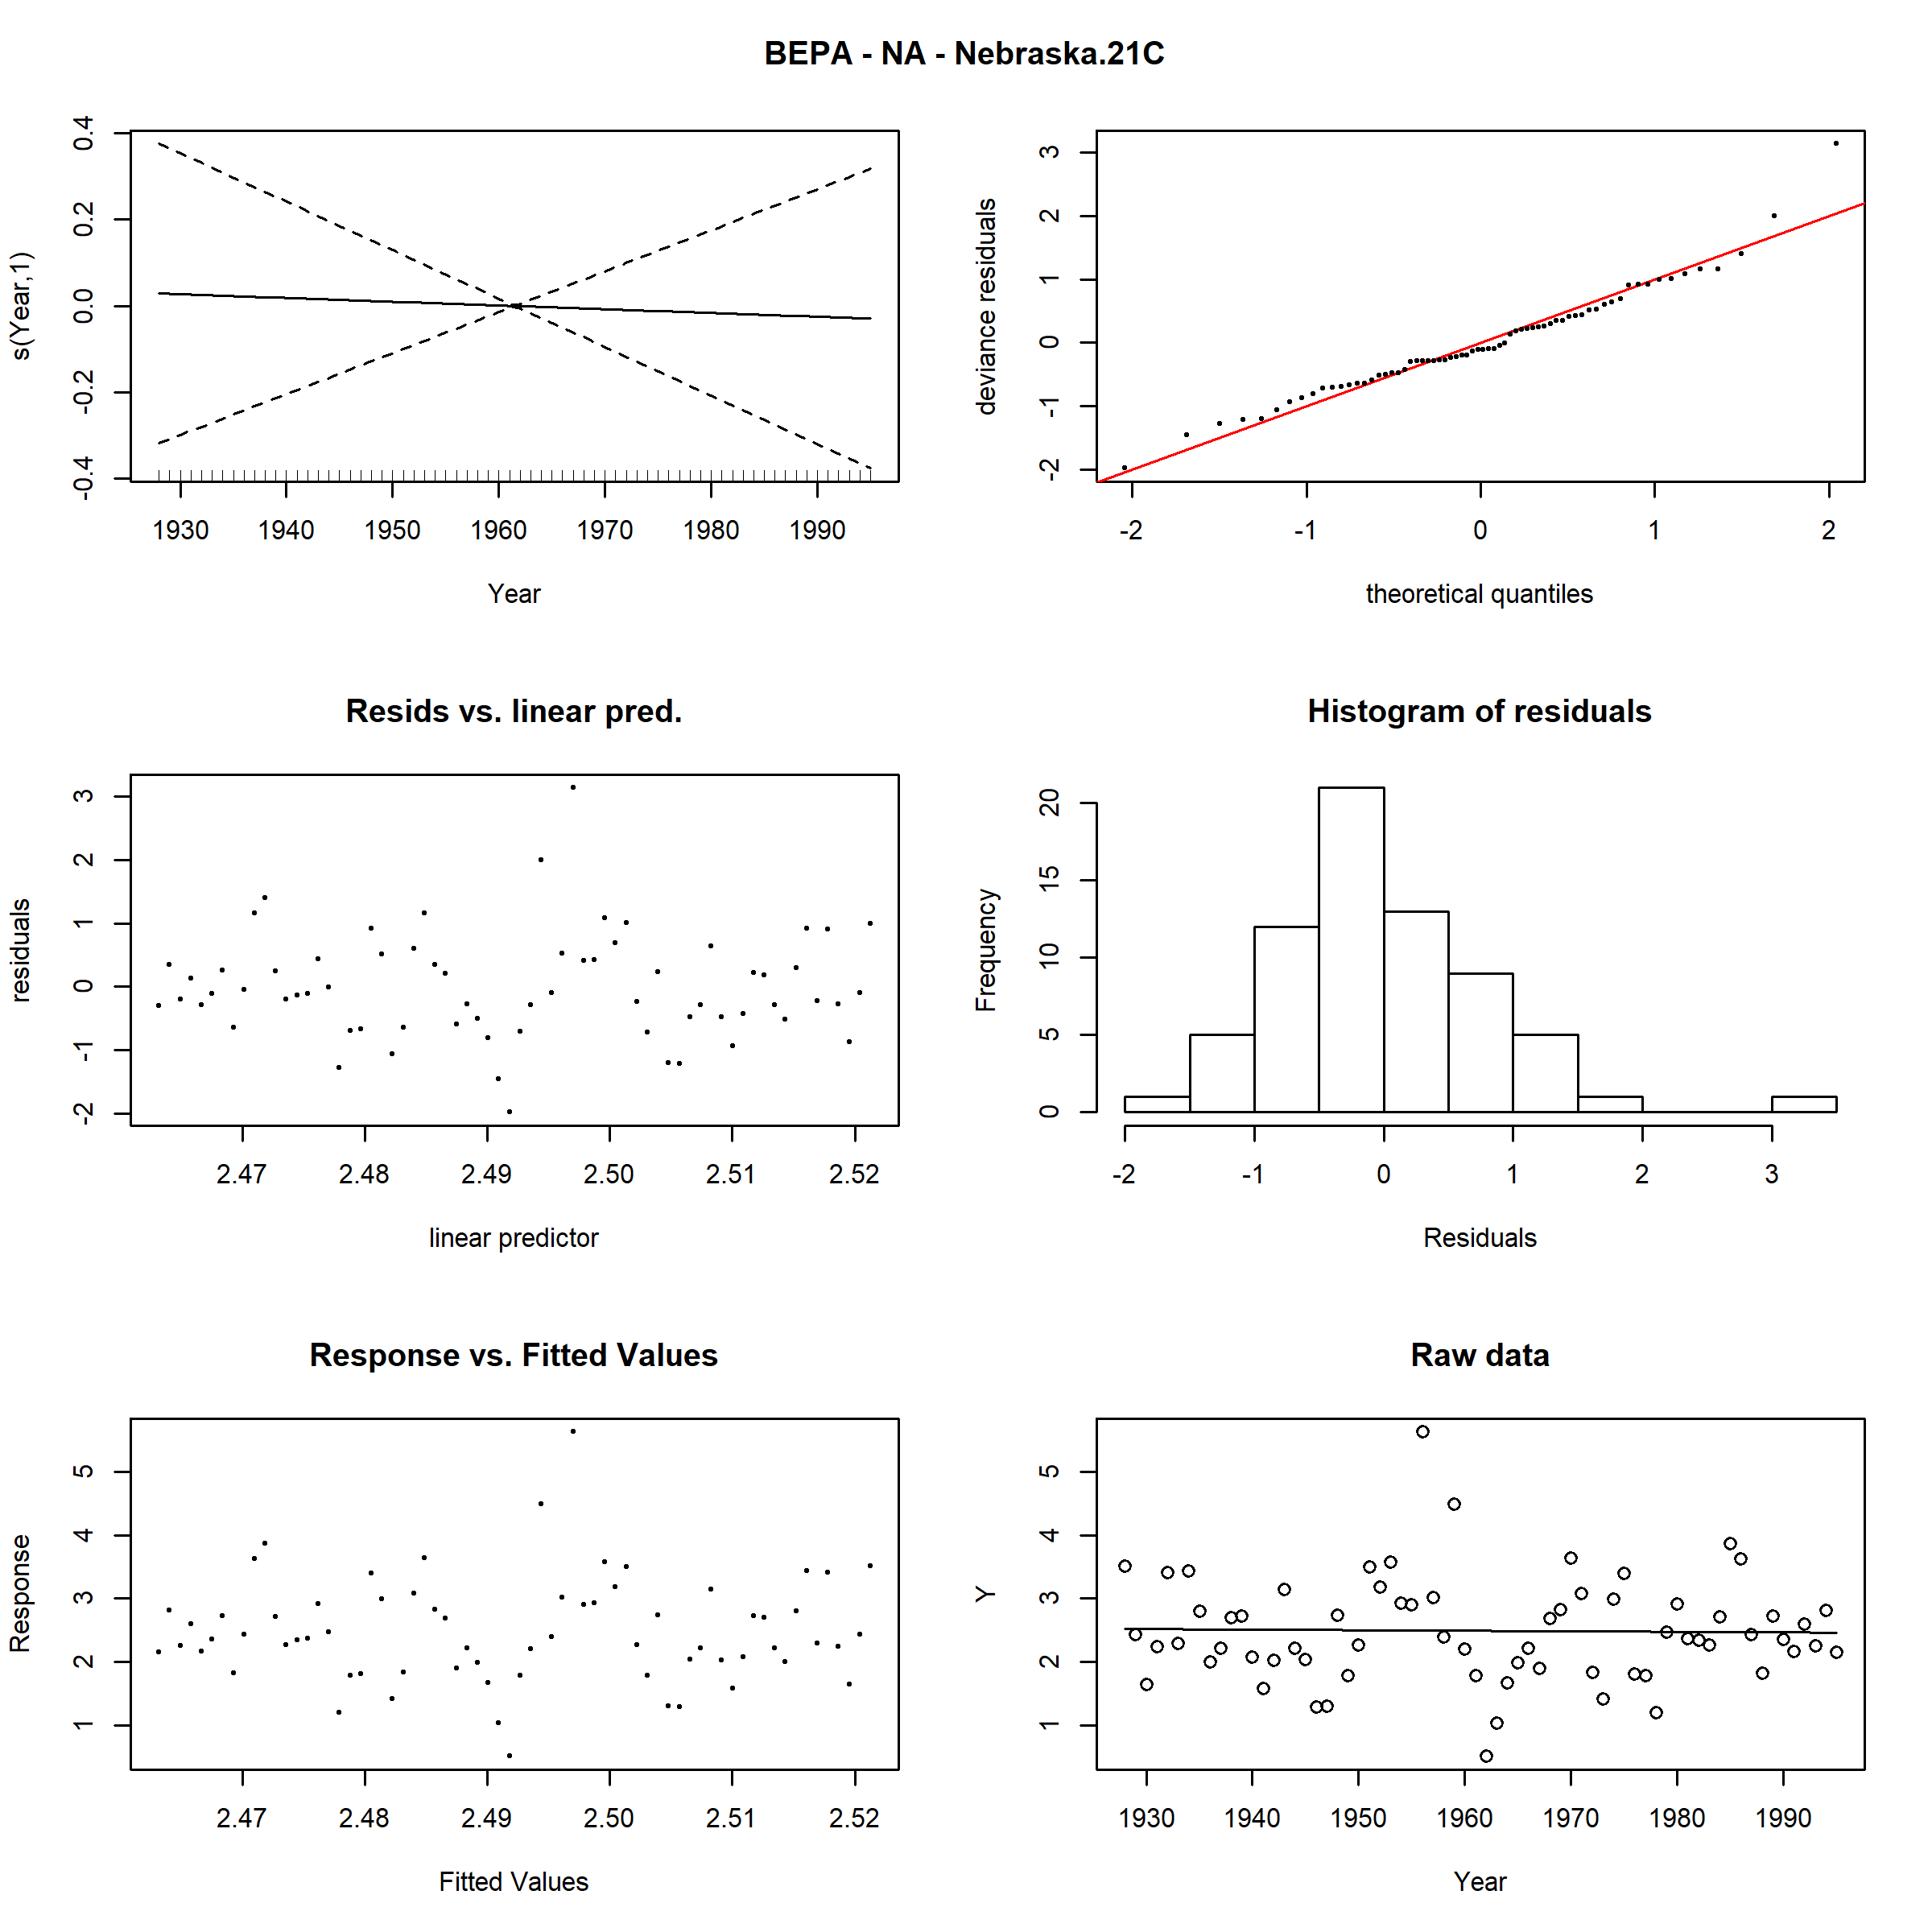 BEPA - NA - Nebraska.21C
s(Year,1)
0.4
0.2
0.0
-0.2
-0.4
1930 1940 1950 1960 1970 1980 1990
Year
deviance residuals
3
2
1
0
-1
-2
-2 -1 0 1 2
theoretical quantiles
Resids vs. linear pred.
residuals
3
2
1
0
-1
-2
2.47 2.48 2.49 2.50 2.51 2.52
linear predictor
Histogram of residuals
Frequency
20
15
10
5
0
-2 -1 0 1 2 3
Residuals
Response vs. Fitted Values
Response
5
4
3
2
1
2.47 2.48 2.49 2.50 2.51 2.52
Fitted Values
Raw data
Y
5
4
3
2
1
1930 1940 1950 1960 1970 1980 1990
Year